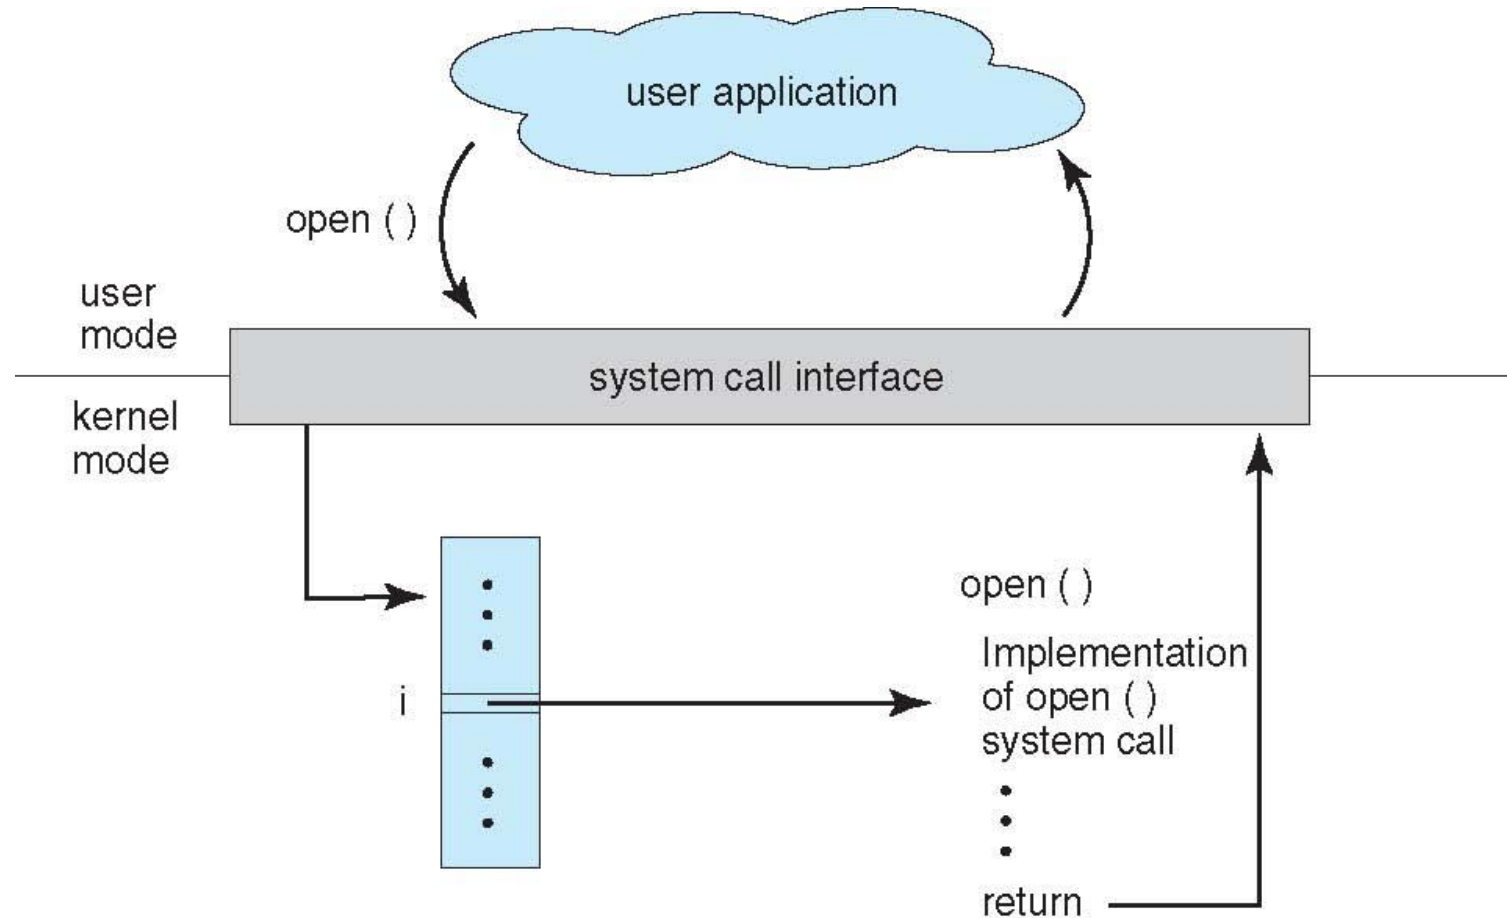 user application
open ( )
user
mode
system call interface
kernel
mode
open ( )
Implementation
of open ( )
system call
i
return